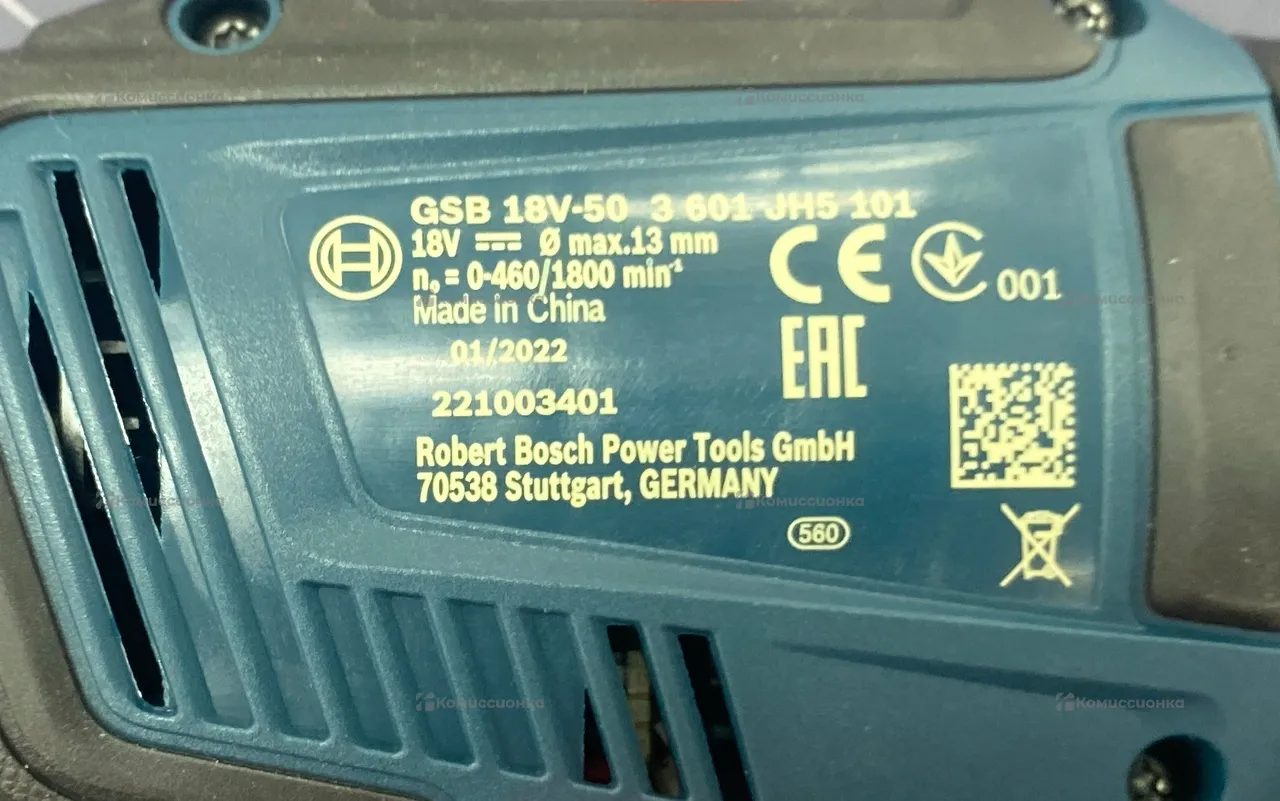 GSB 18V-50 3 601 JH5 101
18V ⎓ Ø max.13 mm
n₀ = 0-460/1800 min⁻¹
Made in China
01/2022
221003401
Robert Bosch Power Tools GmbH
70538 Stuttgart, GERMANY
CE
001
EAC
560
Комиссионка
Комиссионка
Комиссионка
Комиссионка
Комиссионка
Комиссионка